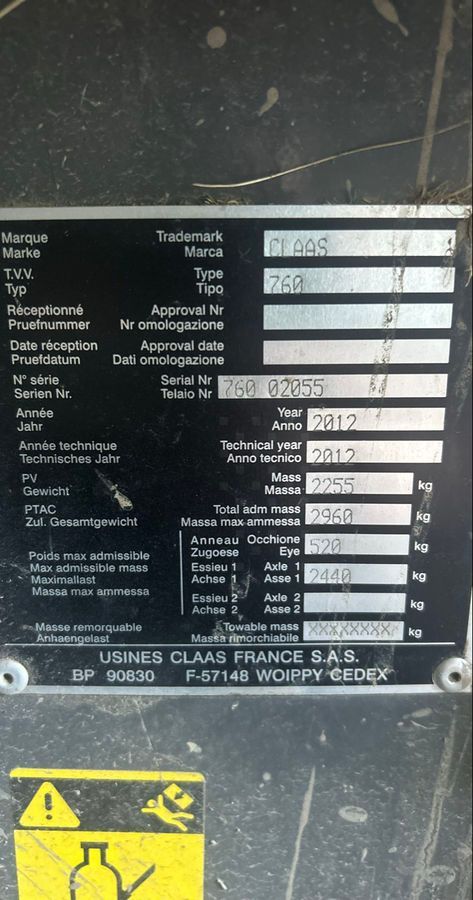 Marque Trademark CLAAS
Marke Marca
T.V.V. Type 760
Typ Tipo
Réceptionné Approval Nr
Pruefnummer Nr omologazione
Date réception Approval date
Pruefdatum Dati omologazione
N° série Serial Nr 760 02055
Serien Nr. Telaio Nr
Année Year 2012
Jahr Anno
Année technique Technical year 2012
Technisches Jahr Anno tecnico
PV Mass 2255 kg
Gewicht Massa
PTAC Total adm mass 2960 kg
Zul. Gesamtgewicht Massa max ammessa
Poids max admissible
Max admissible mass
Maximallast
Massa max ammessa
Anneau Occhione 520 kg
Zugoese Eye
Essieu 1 Axle 1 2440 kg
Achse 1 Asse 1
Essieu 2 Axle 2 kg
Achse 2 Asse 2
Masse remorquable Towable mass XXXXXXXX kg
Anhaengelast Massa rimorchiabile
USINES CLAAS FRANCE S.A.S.
BP 90830 F-57148 WOIPPY CEDEX